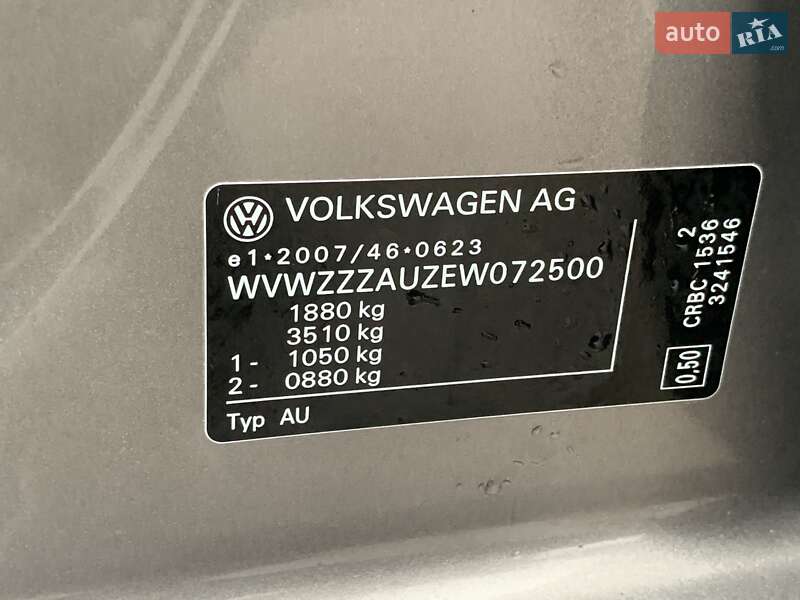 auto RIA .com
VOLKSWAGEN AG
e1*2007/46*0623
WVWZZZAUZEW072500
1880 kg
3510 kg
1 - 1050 kg
2 - 0880 kg
Typ AU
2
CRBC 1536
3241546
0,50